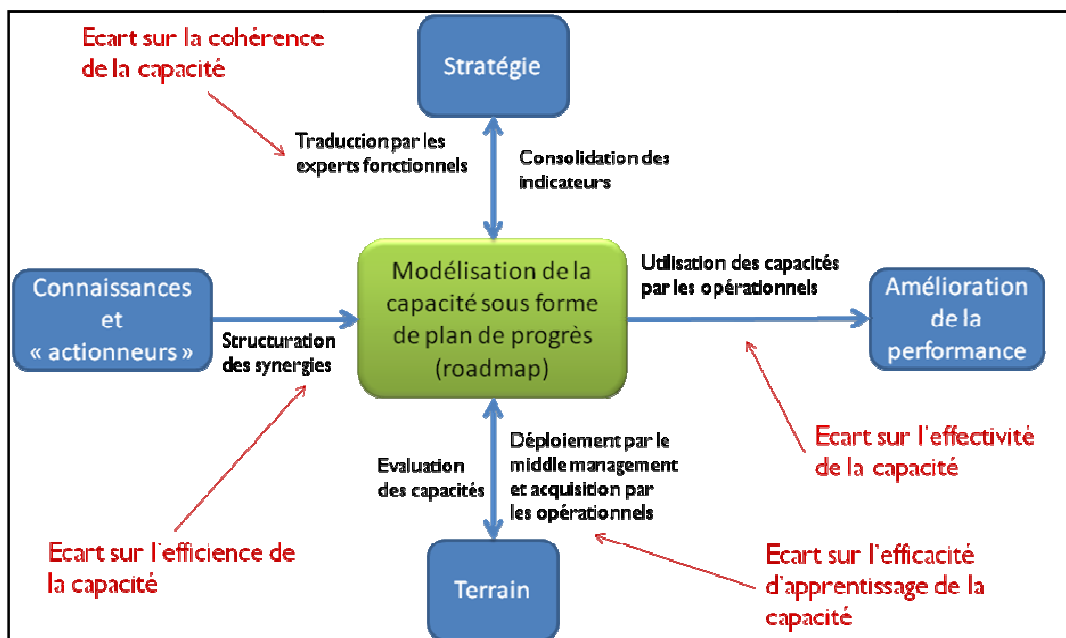 Ecart sur la cohérence
de la capacité
Stratégie
Traduction par les
experts fonctionnels
Consolidation des
indicateurs
Connaissances
et
« actionneurs »
Structuration
des synergies
Modélisation de la
capacité sous forme
de plan de progrès
(roadmap)
Utilisation des capacités
par les opérationnels
Amélioration
de la
performance
Ecart sur l'effectivité
de la capacité
Evaluation
des capacités
Déploiement par le
middle management
et acquisition par
les opérationnels
Ecart sur l'efficience de
la capacité
Terrain
Ecart sur l'efficacité
d'apprentissage de la
capacité